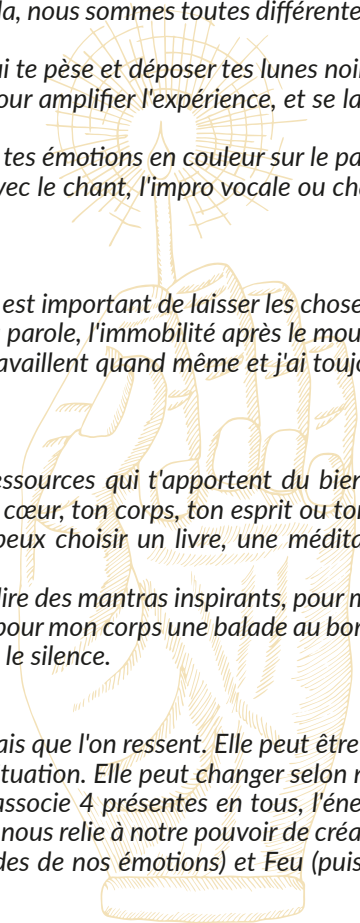 la, nous sommes toutes différente
ui te pèse et déposer tes lunes noi
our amplifier l'expérience, et se la
tes émotions en couleur sur le pa
vec le chant, l'impro vocale ou cha
est important de laisser les chose
parole, l'immobilité après le mou
availlent quand même et j'ai toujo
essources qui t'apportent du bien
cœur, ton corps, ton esprit ou ton
peux choisir un livre, une médita
lire des mantras inspirants, pour m
pour mon corps une balade au bor
le silence.
ais que l'on ressent. Elle peut être
ituation. Elle peut changer selon n
associe 4 présentes en tous, l'éne
nous relie à notre pouvoir de créa
des de nos émotions) et Feu (puis